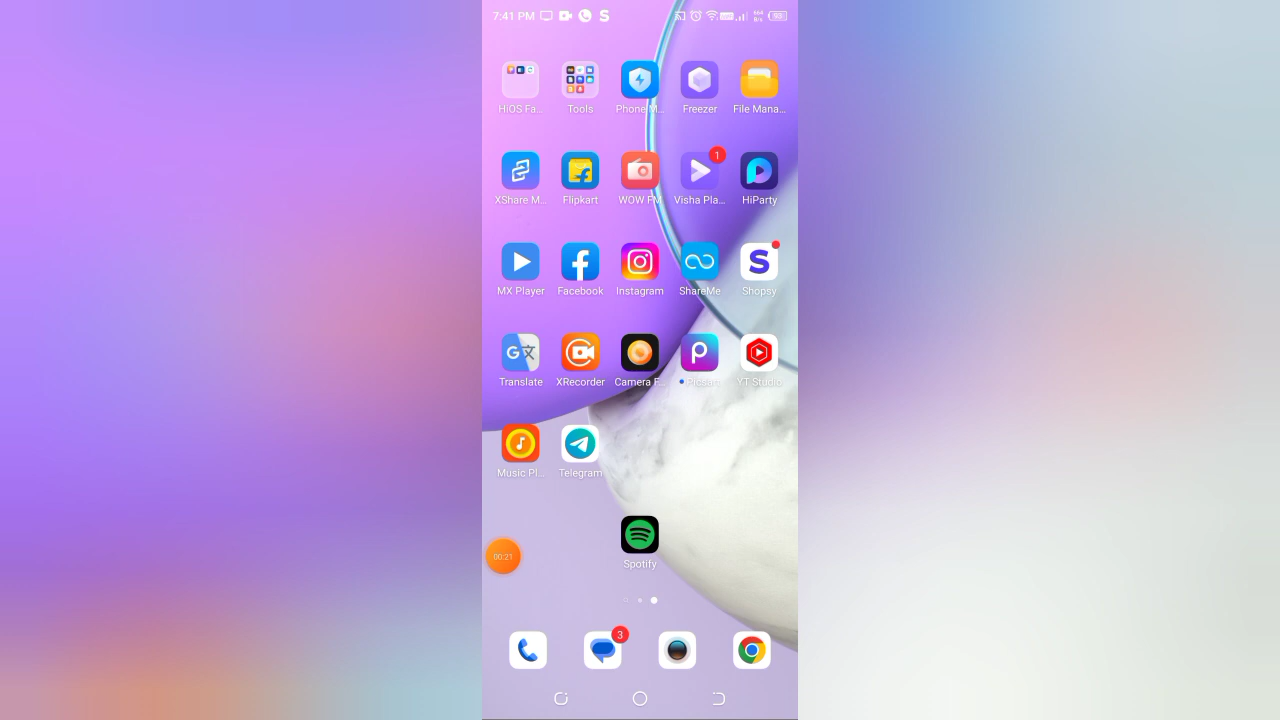 7:41 PM
HiOS Fa... Tools Phone M... Freezer File Mana...
1
XShare M... Flipkart WOW FM Visha Pla... HiParty
MX Player Facebook Instagram ShareMe Shopsy
Translate XRecorder Camera F... Picsart YT Studio
Music Pl... Telegram
00:21
Spotify
3